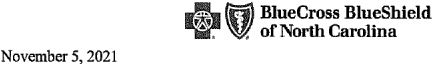 BlueCross BlueShield
of North Carolina
November 5, 2021